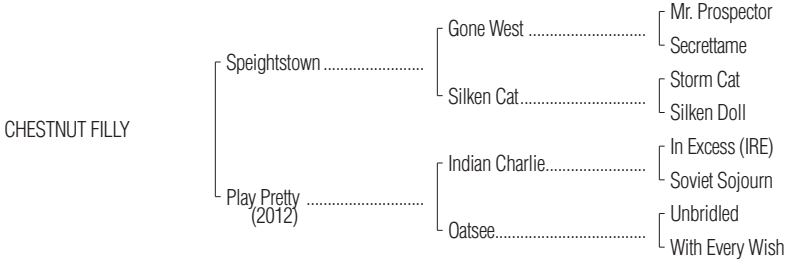 Mr. Prospector
Gone West ..............................
Secrettame
Speightstown .........................
Storm Cat
Silken Cat................................
Silken Doll
CHESTNUT FILLY
In Excess (IRE)
Indian Charlie.........................
Soviet Sojourn
Play Pretty .............................
(2012)
Unbridled
Oatsee.....................................
With Every Wish